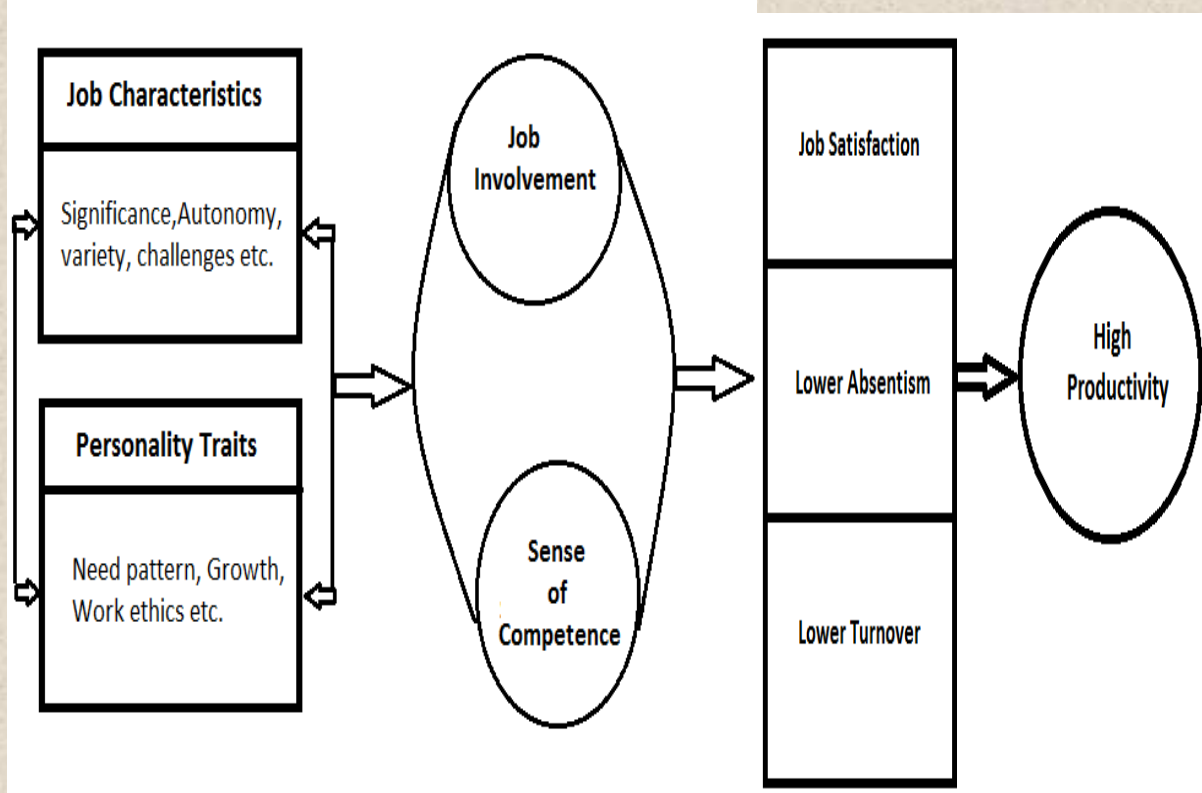 Job Characteristics
Significance,Autonomy,
variety, challenges etc.
Personality Traits
Need pattern, Growth,
Work ethics etc.
Job
Involvement
Sense
of
Competence
Job Satisfaction
Lower Absentism
Lower Turnover
High
Productivity